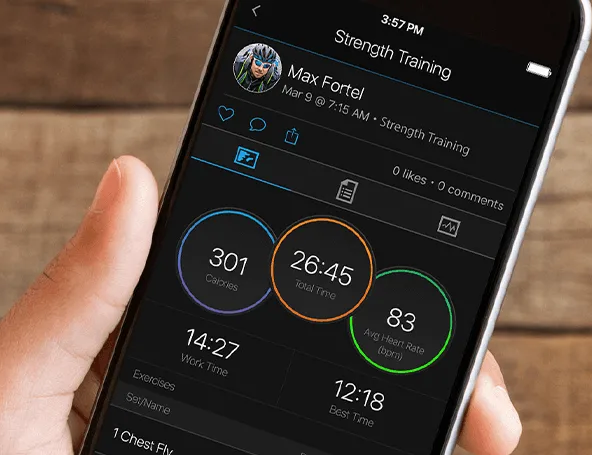 3:57 PM
Strength Training
Max Fortel
Mar 9 @ 7:15 AM • Strength Training
0 likes • 0 comments
301
Calories
26:45
Total Time
83
Avg Heart Rate
(bpm)
14:27
Work Time
12:18
Best Time
Exercises
Set/Name
1 Chest Fly